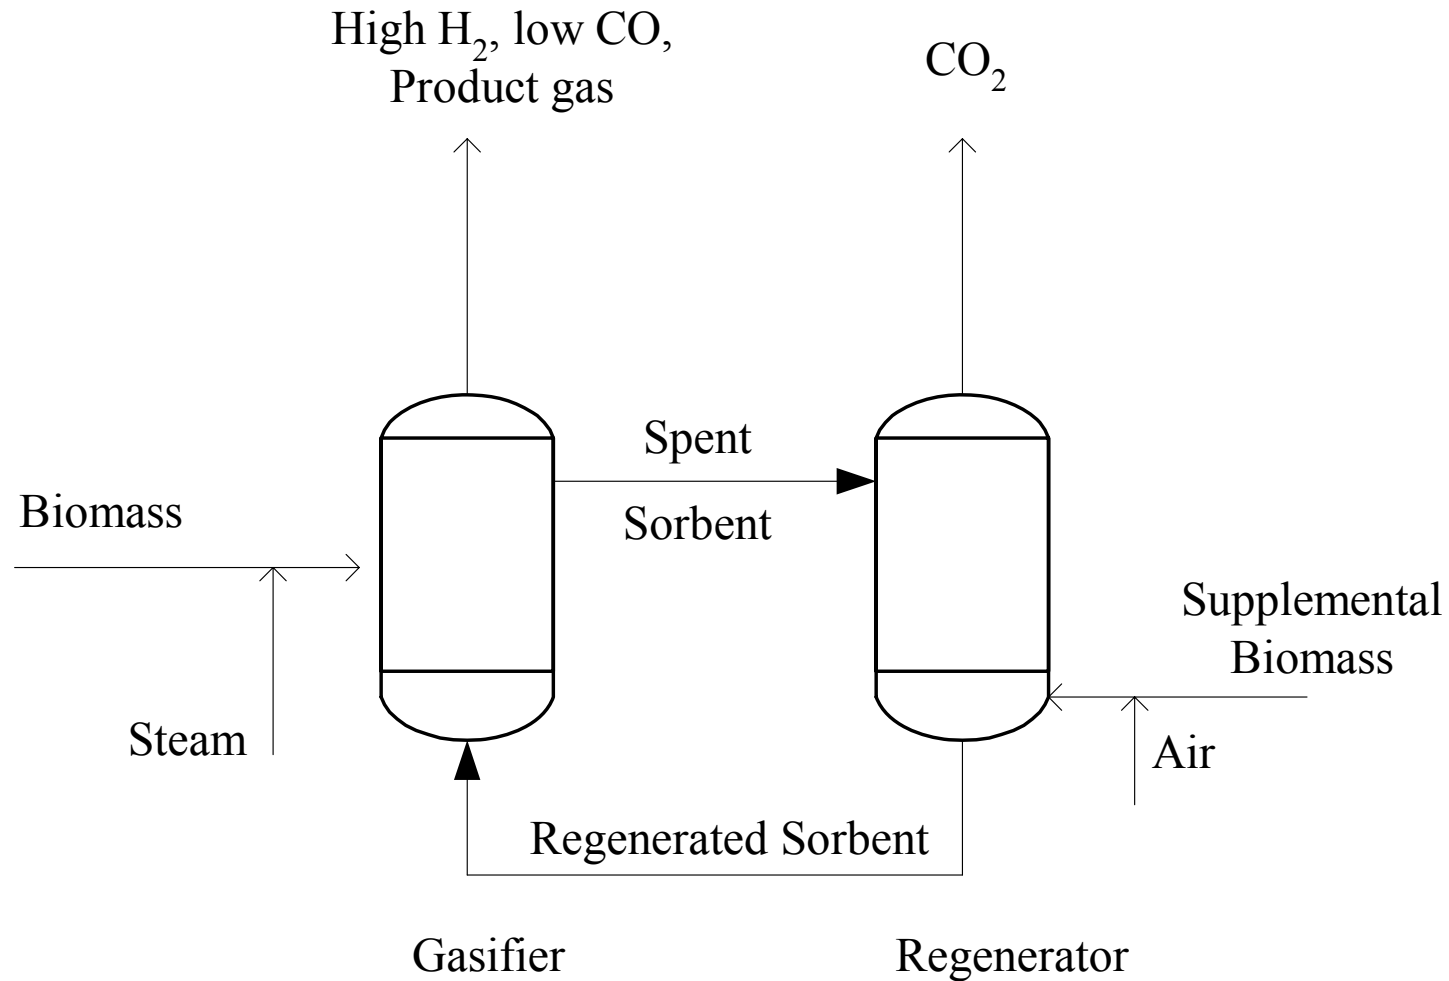 High H₂, low CO,
Product gas
CO₂
Spent
Sorbent
Biomass
Steam
Supplemental
Biomass
Air
Regenerated Sorbent
Gasifier
Regenerator